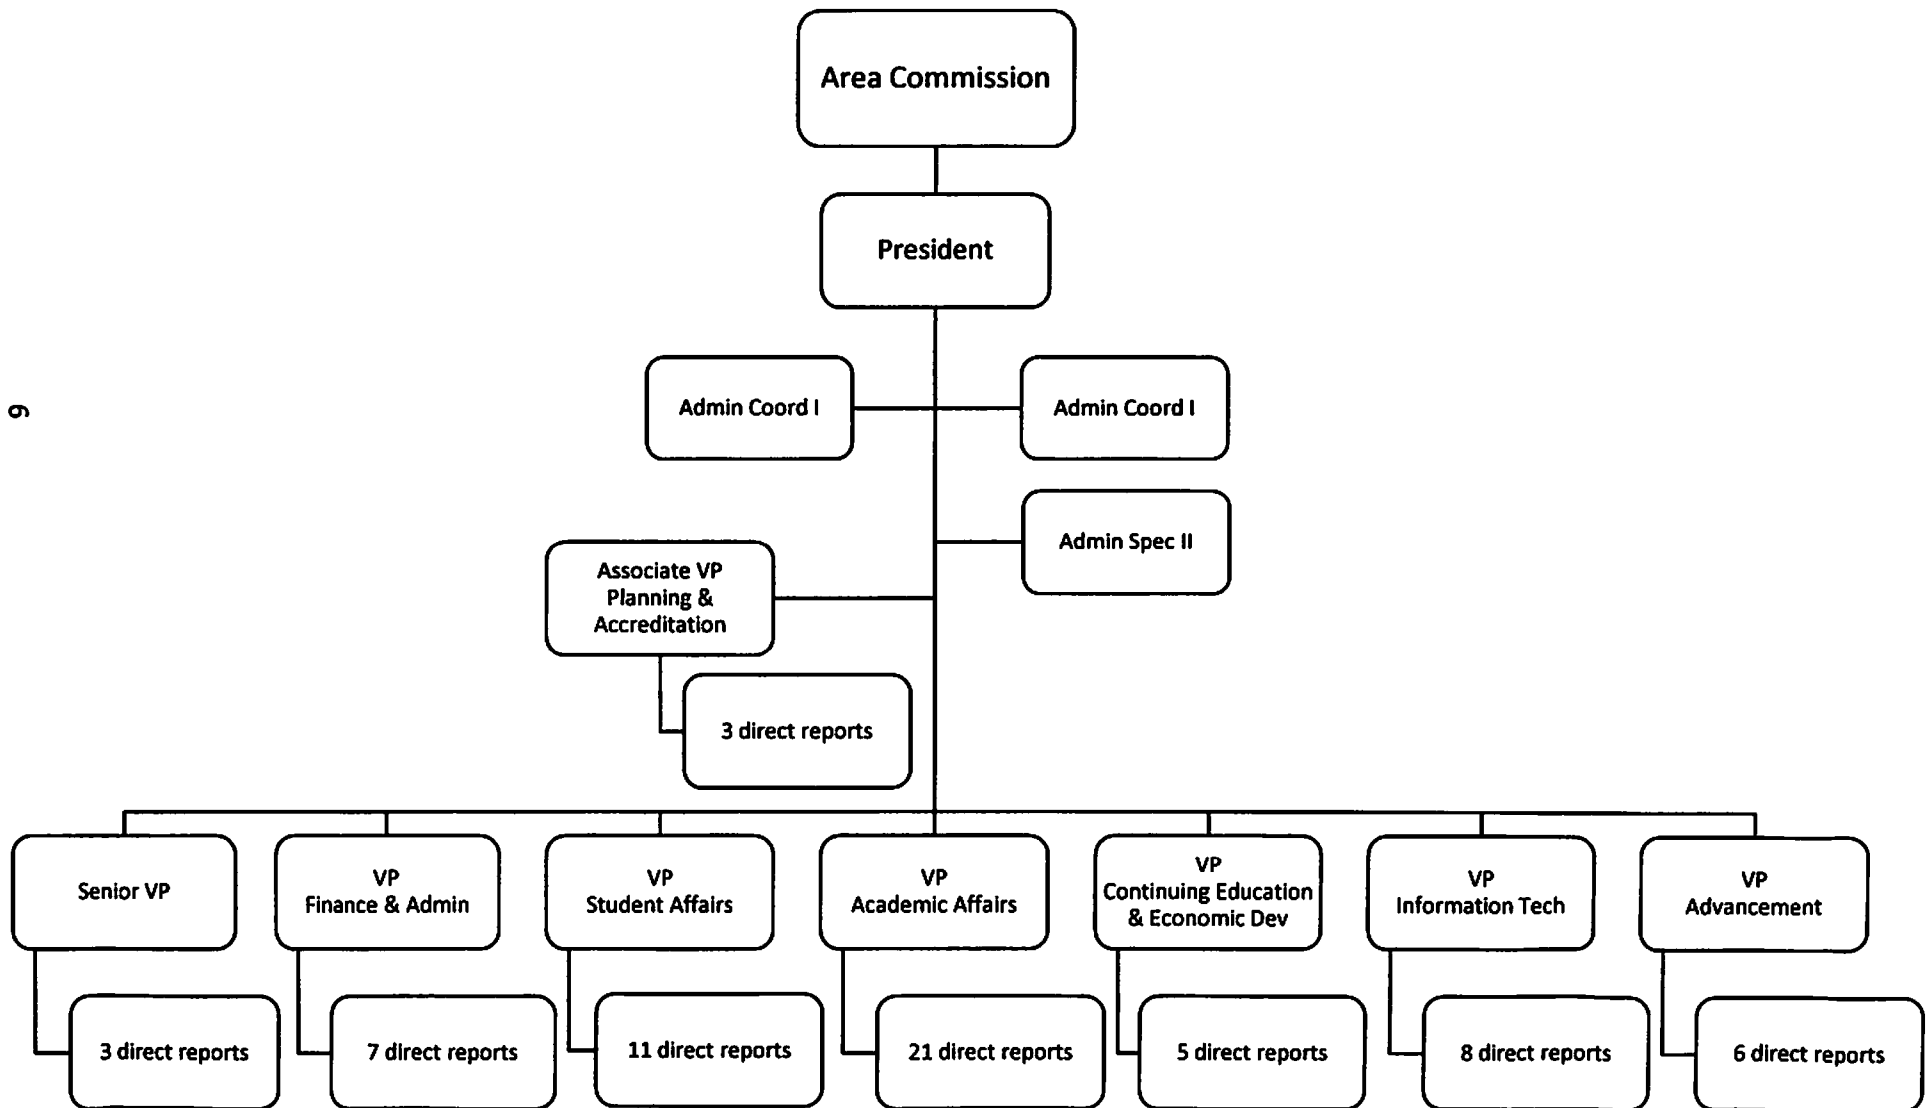 Area Commission
President
Admin Coord I
Admin Coord I
Admin Spec II
Associate VP
Planning &
Accreditation
3 direct reports
9
Senior VP
VP
Finance & Admin
VP
Student Affairs
VP
Academic Affairs
VP
Continuing Education
& Economic Dev
VP
Information Tech
VP
Advancement
3 direct reports
7 direct reports
11 direct reports
21 direct reports
5 direct reports
8 direct reports
6 direct reports